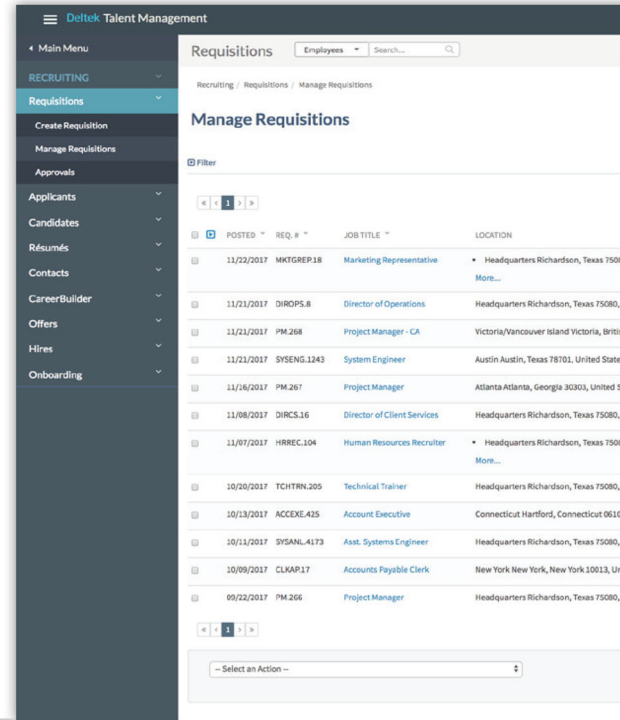 Deltek Talent Management
Main Menu
RECRUITING
Requisitions
Create Requisition
Manage Requisitions
Approvals
Applicants
Candidates
Résumés
Contacts
CareerBuilder
Offers
Hires
Onboarding
Requisitions Employees Search...
Recruiting / Requisitions / Manage Requisitions
Manage Requisitions
Filter
« ‹ 1 › »
POSTED REQ. # JOB TITLE LOCATION
11/22/2017 MKTGREP.18 Marketing Representative • Headquarters Richardson, Texas 7508
More...
11/21/2017 DIROPS.8 Director of Operations Headquarters Richardson, Texas 75080,
11/21/2017 PM.268 Project Manager - CA Victoria/Vancouver Island Victoria, Britis
11/21/2017 SYSENG.1243 System Engineer Austin Austin, Texas 78701, United State
11/16/2017 PM.267 Project Manager Atlanta Atlanta, Georgia 30303, United S
11/08/2017 DIRCS.16 Director of Client Services Headquarters Richardson, Texas 75080,
11/07/2017 HRREC.104 Human Resources Recruiter • Headquarters Richardson, Texas 7508
More...
10/20/2017 TCHTRN.205 Technical Trainer Headquarters Richardson, Texas 75080,
10/13/2017 ACCEXE.425 Account Executive Connecticut Hartford, Connecticut 0610
10/11/2017 SYSANL.4173 Asst. Systems Engineer Headquarters Richardson, Texas 75080,
10/09/2017 CLKAP.17 Accounts Payable Clerk New York New York, New York 10013, Un
09/22/2017 PM.266 Project Manager Headquarters Richardson, Texas 75080,
« ‹ 1 › »
-- Select an Action --